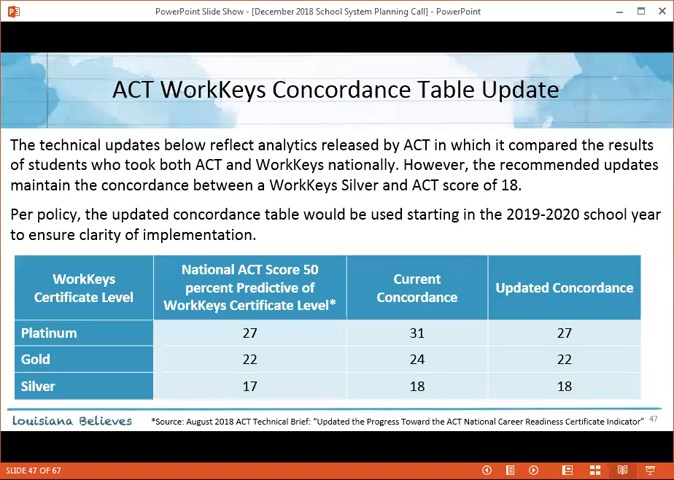 PowerPoint Slide Show - [December 2018 School System Planning Call] - PowerPoint
ACT WorkKeys Concordance Table Update
The technical updates below reflect analytics released by ACT in which it compared the results
of students who took both ACT and WorkKeys nationally. However, the recommended updates
maintain the concordance between a WorkKeys Silver and ACT score of 18.
Per policy, the updated concordance table would be used starting in the 2019-2020 school year
to ensure clarity of implementation.
WorkKeys
Certificate Level
National ACT Score 50
percent Predictive of
WorkKeys Certificate Level*
Current
Concordance
Updated Concordance
Platinum 27 31 27
Gold 22 24 22
Silver 17 18 18
Louisiana Believes
*Source: August 2018 ACT Technical Brief: "Updated the Progress Toward the ACT National Career Readiness Certificate Indicator"
47
SLIDE 47 OF 67